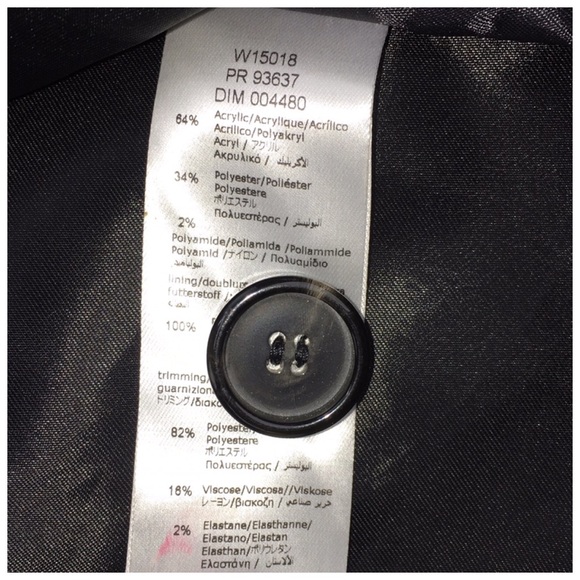 W15018
PR 93637
DIM 004480
64% Acrylic/Acrylique/Acrílico
Acrilico/Polyakryl
Acryl / アクリル
Ακρυλικό / الأكريليك
34% Polyester/Poliéster
Polyestere
ポリエステル
Πολυεστέρας / البوليستر
2%
Polyamide/Poliamida /Poliammide
Polyamid /ナイロン / Πολυαμίδιο
البولياميد
lining/doublure
futterstoff /
100%
trimming/
guarnizion
トリミング/διακο
82% Polyester/
Polyestere
ポリエステル
Πολυεστέρας / البوليستر
16% Viscose/Viscosa//Viskose
レーヨン/βισκοζη / حرير صناعي
2% Elastane/Elasthanne/
Elastano/Elastan
Elasthan/ポリウレタン
Ελαστάνη / الألاستان